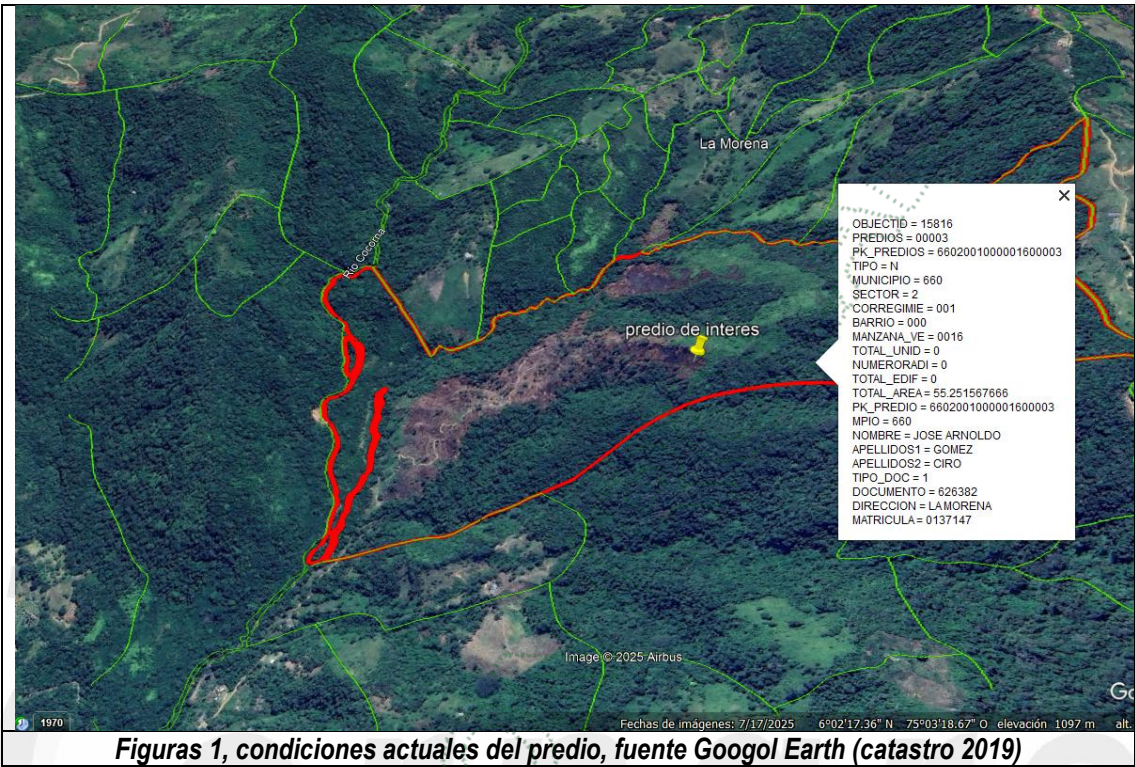 La Morena
Río Cocorná
predio de interes
OBJECTID = 15816
PREDIOS = 00003
PK_PREDIOS = 6602001000001600003
TIPO = N
MUNICIPIO = 660
SECTOR = 2
CORREGIMIE = 001
BARRIO = 000
MANZANA_VE = 0016
TOTAL_UNID = 0
NUMERORADI = 0
TOTAL_EDIF = 0
TOTAL_AREA = 55.251567666
PK_PREDIO = 6602001000001600003
MPIO = 660
NOMBRE = JOSE ARNOLDO
APELLIDOS1 = GOMEZ
APELLIDOS2 = CIRO
TIPO_DOC = 1
DOCUMENTO = 626382
DIRECCION = LA MORENA
MATRICULA = 0137147
Image © 2025 Airbus
Go
1970
Fechas de imágenes: 7/17/2025 6°02'17.36" N 75°03'18.67" O elevación 1097 m alt.
Figuras 1, condiciones actuales del predio, fuente Googol Earth (catastro 2019)